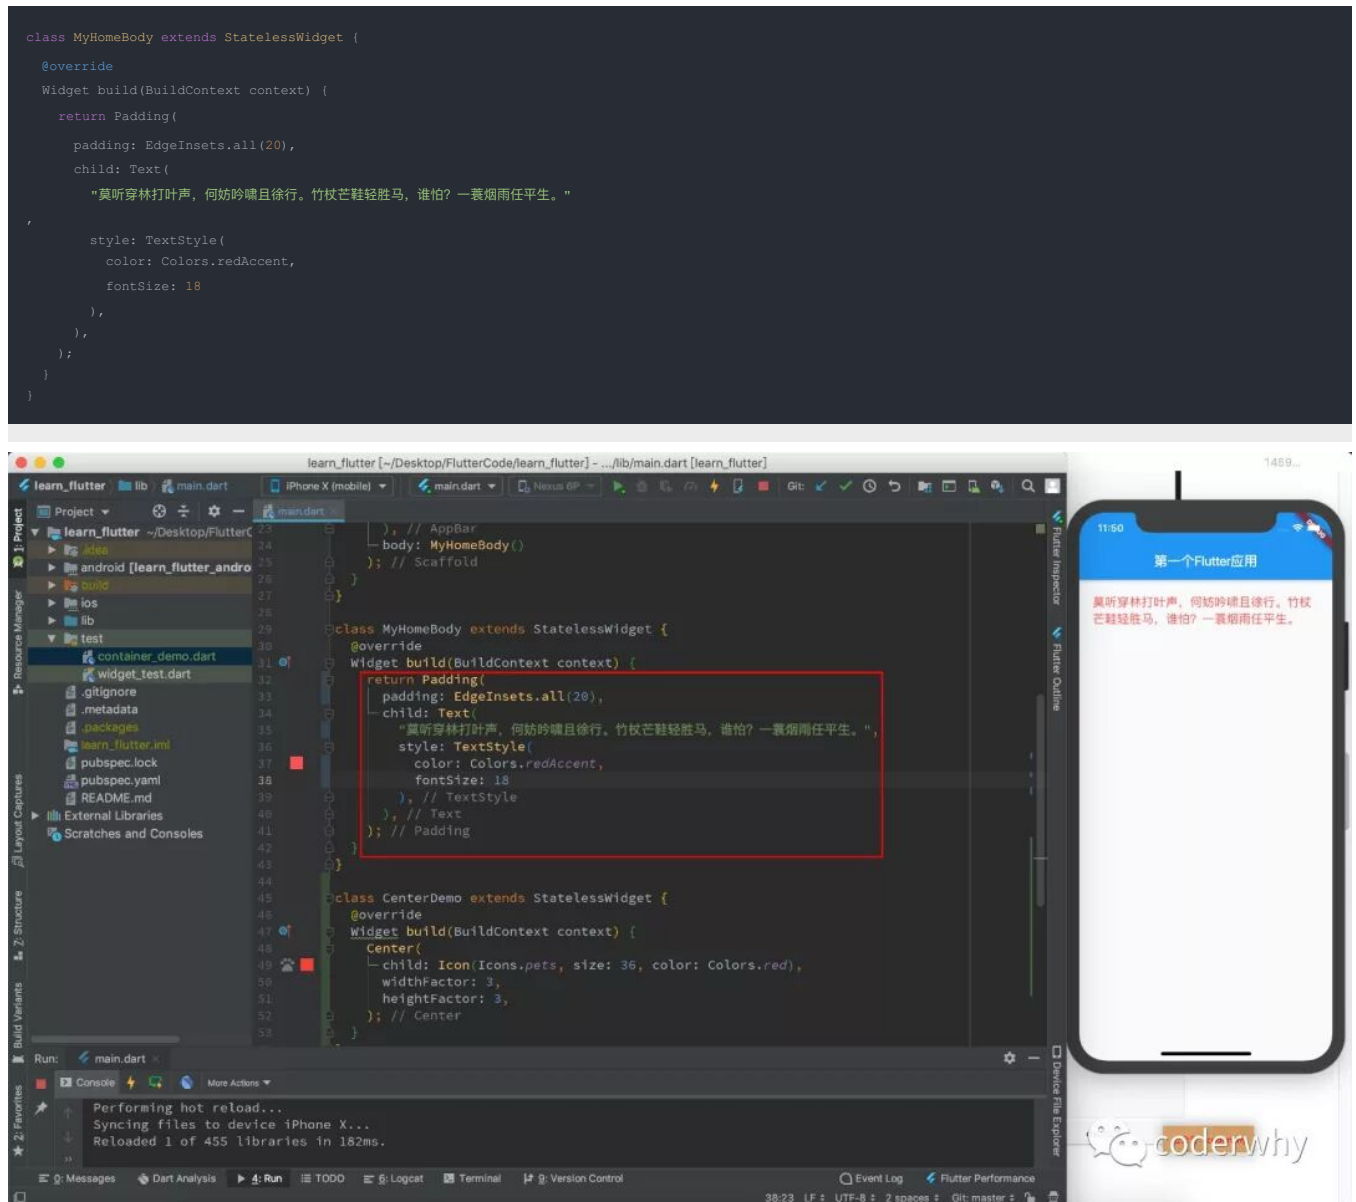 class MyHomeBody extends StatelessWidget {
@override
Widget build(BuildContext context) {
return Padding(
padding: EdgeInsets.all(20),
child: Text(
"莫听穿林打叶声，何妨吟啸且徐行。竹杖芒鞋轻胜马，谁怕？一蓑烟雨任平生。"
,
style: TextStyle(
color: Colors.redAccent,
fontSize: 18
),
),
);
}
}
learn_flutter [~/Desktop/FlutterCode/learn_flutter] - .../lib/main.dart [learn_flutter]
1469...
learn_flutter lib main.dart iPhone X (mobile) main.dart Nexus 6P Git:
Project main.dart
learn_flutter ~/Desktop/FlutterC
.idea
android [learn_flutter_andro
build
ios
lib
test
container_demo.dart
widget_test.dart
.gitignore
.metadata
.packages
learn_flutter.iml
pubspec.lock
pubspec.yaml
README.md
External Libraries
Scratches and Consoles
1: Project
Resource Manager
Layout Captures
Z: Structure
Build Variants
2: Favorites
23 ), // AppBar
24 body: MyHomeBody()
25 ); // Scaffold
26 }
27 }
28
29 class MyHomeBody extends StatelessWidget {
30 @override
31 Widget build(BuildContext context) {
32 return Padding(
33 padding: EdgeInsets.all(20),
34 child: Text(
35 "莫听穿林打叶声，何妨吟啸且徐行。竹杖芒鞋轻胜马，谁怕？一蓑烟雨任平生。",
36 style: TextStyle(
37 color: Colors.redAccent,
38 fontSize: 18
39 ), // TextStyle
40 ), // Text
41 ); // Padding
42 }
43 }
44
45 class CenterDemo extends StatelessWidget {
46 @override
47 Widget build(BuildContext context) {
48 Center(
49 child: Icon(Icons.pets, size: 36, color: Colors.red),
50 widthFactor: 3,
51 heightFactor: 3,
52 ); // Center
53 }
Flutter Inspector
Flutter Outline
Device File Explorer
11:50
第一个Flutter应用
莫听穿林打叶声，何妨吟啸且徐行。竹杖
芒鞋轻胜马，谁怕？一蓑烟雨任平生。
Run: main.dart
Console More Actions
Performing hot reload...
Syncing files to device iPhone X...
Reloaded 1 of 455 libraries in 182ms.
0: Messages Dart Analysis 4: Run TODO 6: Logcat Terminal 9: Version Control Event Log Flutter Performance
38:23 LF UTF-8 2 spaces Git: master
coderwhy